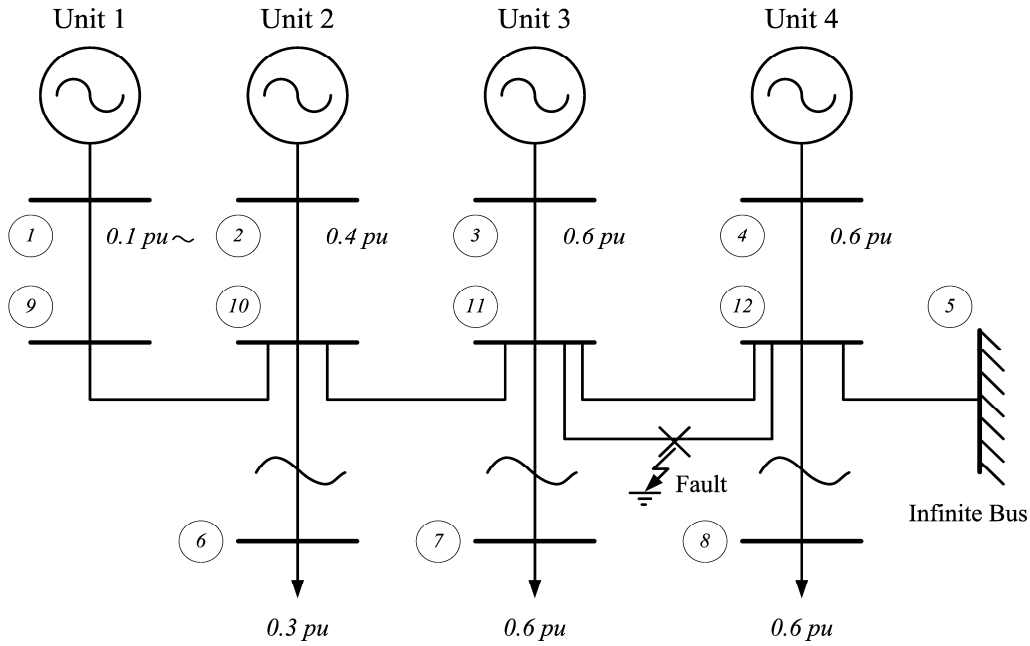 Unit 1
Unit 2
Unit 3
Unit 4
1
0.1 pu~
2
0.4 pu
3
0.6 pu
4
0.6 pu
9
10
11
12
5
Fault
Infinite Bus
6
7
8
0.3 pu
0.6 pu
0.6 pu